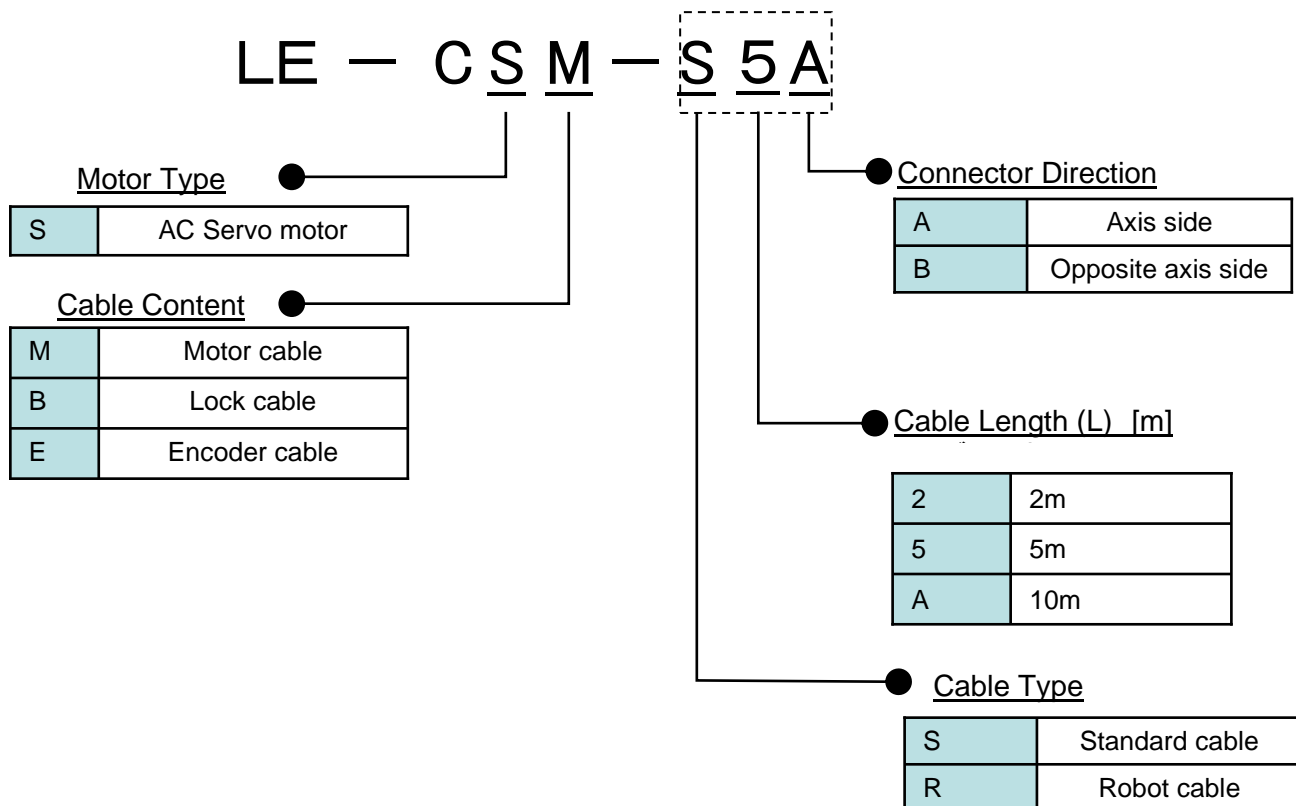 LE － CSM－S5A
Motor Type
S AC Servo motor
Cable Content
M Motor cable
B Lock cable
E Encoder cable
Connector Direction
A Axis side
B Opposite axis side
Cable Length (L) [m]
2 2m
5 5m
A 10m
Cable Type
S Standard cable
R Robot cable